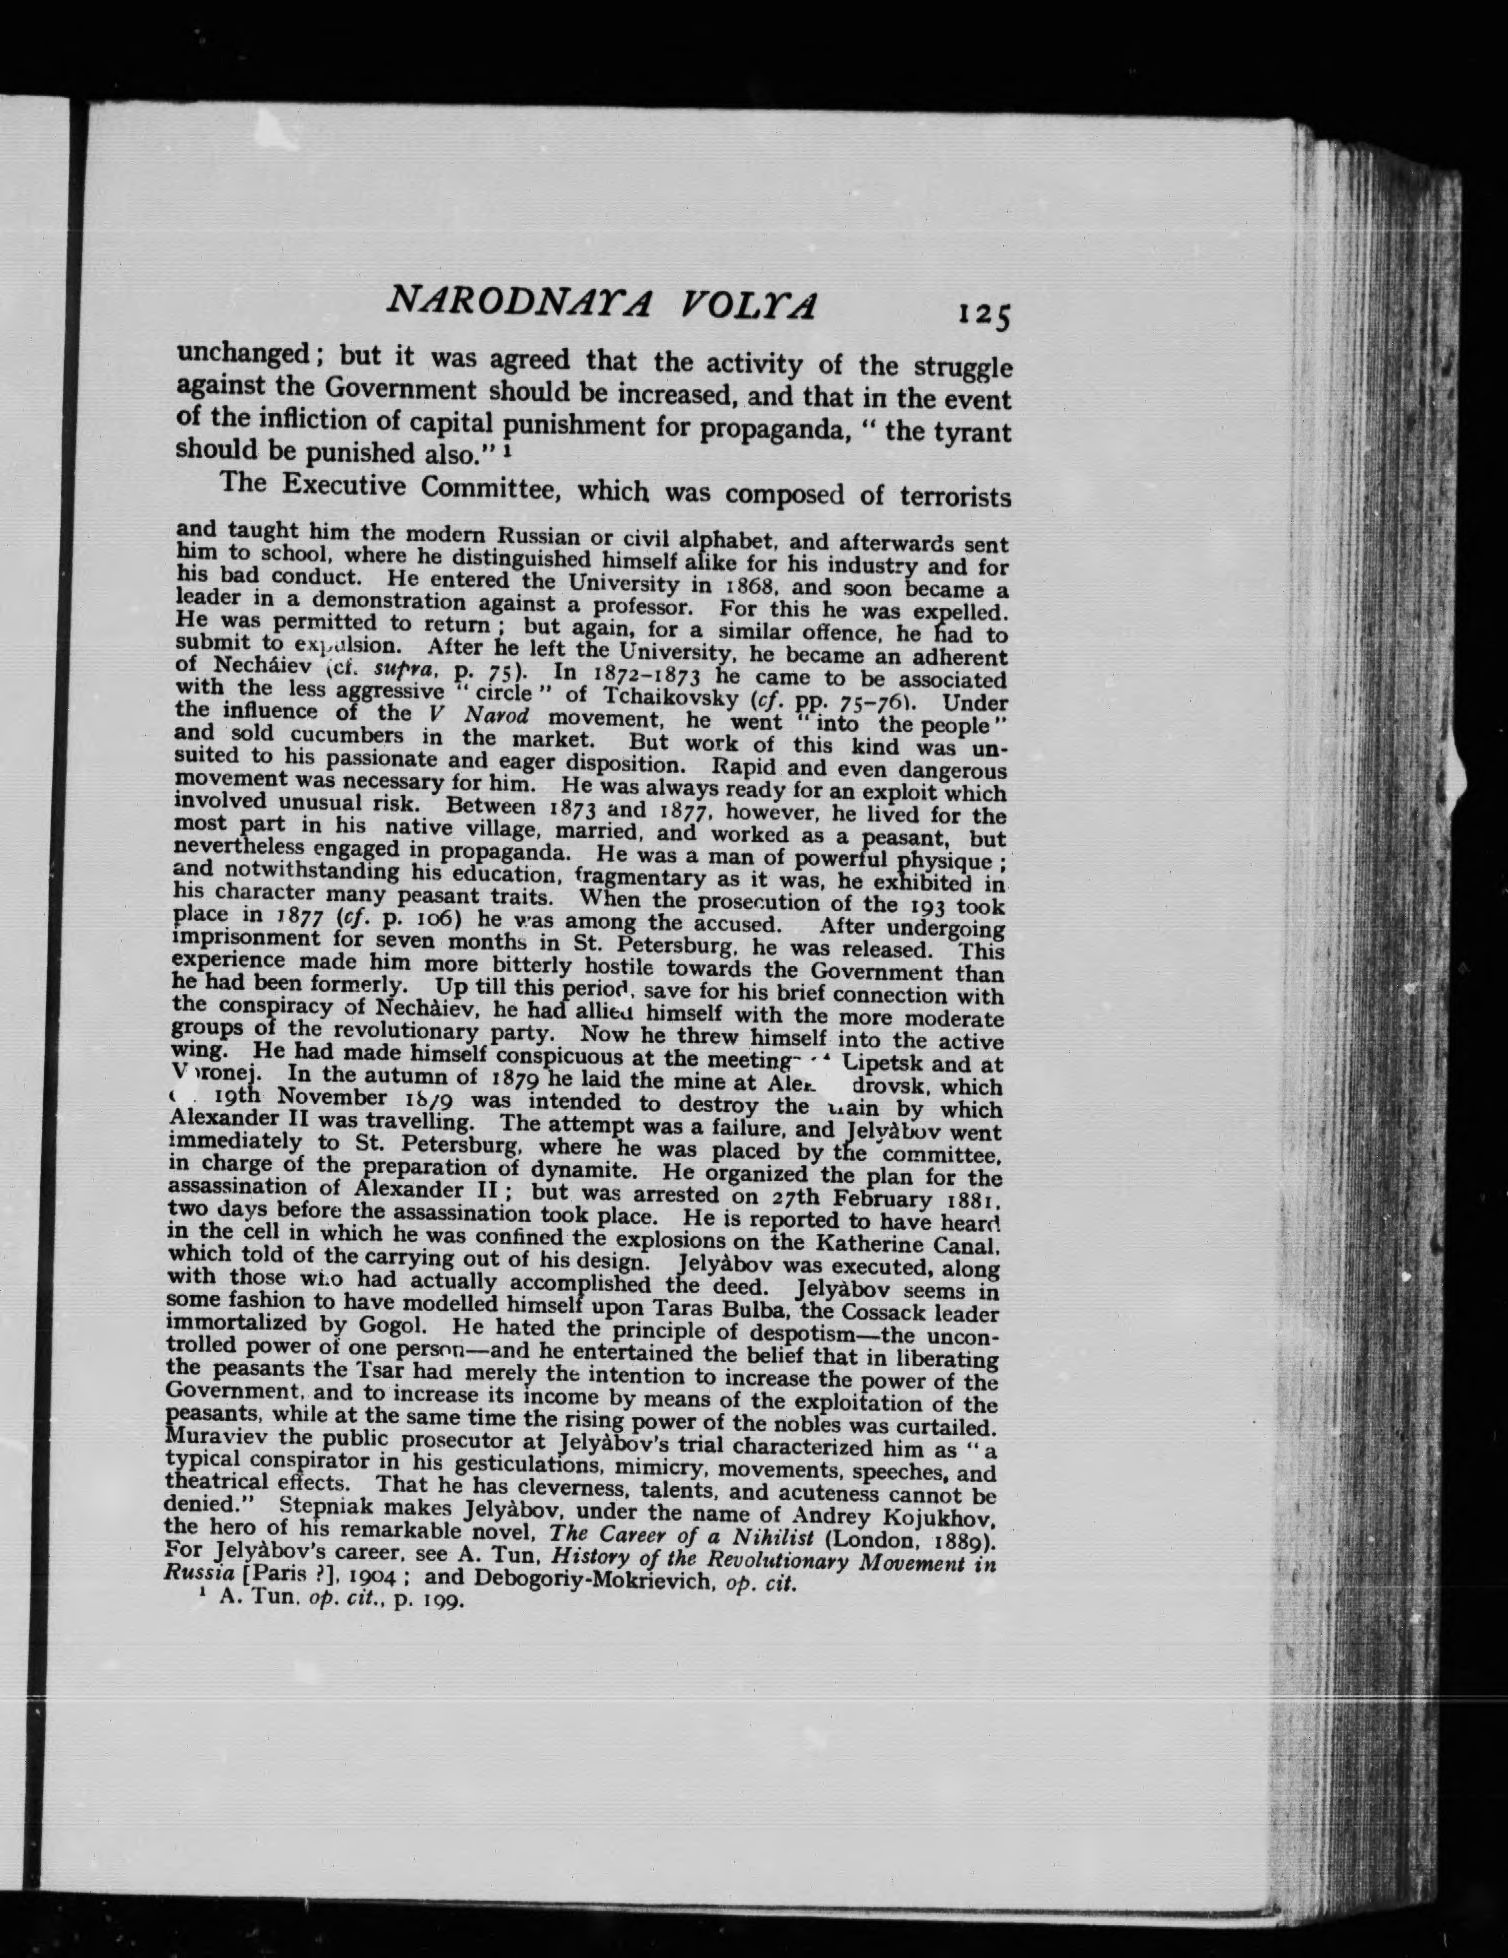 NARODNAYA VOLYA 125
unchanged; but it was agreed that the activity of the struggle
against the Government should be increased, and that in the event
of the infliction of capital punishment for propaganda, " the tyrant
should be punished also." ¹
The Executive Committee, which was composed of terrorists
and taught him the modern Russian or civil alphabet, and afterwards sent
him to school, where he distinguished himself alike for his industry and for
his bad conduct. He entered the University in 1868, and soon became a
leader in a demonstration against a professor. For this he was expelled.
He was permitted to return; but again, for a similar offence, he had to
submit to expulsion. After he left the University, he became an adherent
of Necháiev (cf. supra, p. 75). In 1872-1873 he came to be associated
with the less aggressive " circle " of Tchaikovsky (cf. pp. 75-76). Under
the influence of the V Narod movement, he went " into the people "
and sold cucumbers in the market. But work of this kind was un-
suited to his passionate and eager disposition. Rapid and even dangerous
movement was necessary for him. He was always ready for an exploit which
involved unusual risk. Between 1873 and 1877, however, he lived for the
most part in his native village, married, and worked as a peasant, but
nevertheless engaged in propaganda. He was a man of powerful physique;
and notwithstanding his education, fragmentary as it was, he exhibited in
his character many peasant traits. When the prosecution of the 193 took
place in 1877 (cf. p. 106) he was among the accused. After undergoing
imprisonment for seven months in St. Petersburg, he was released. This
experience made him more bitterly hostile towards the Government than
he had been formerly. Up till this period, save for his brief connection with
the conspiracy of Nechàiev, he had allied himself with the more moderate
groups of the revolutionary party. Now he threw himself into the active
wing. He had made himself conspicuous at the meeting Lipetsk and at
Voronej. In the autumn of 1879 he laid the mine at Ale drovsk, which
19th November 1879 was intended to destroy the train by which
Alexander II was travelling. The attempt was a failure, and Jelyàbov went
immediately to St. Petersburg, where he was placed by the committee,
in charge of the preparation of dynamite. He organized the plan for the
assassination of Alexander II; but was arrested on 27th February 1881,
two days before the assassination took place. He is reported to have heard
in the cell in which he was confined the explosions on the Katherine Canal,
which told of the carrying out of his design. Jelyàbov was executed, along
with those who had actually accomplished the deed. Jelyàbov seems in
some fashion to have modelled himself upon Taras Bulba, the Cossack leader
immortalized by Gogol. He hated the principle of despotism—the uncon-
trolled power of one person—and he entertained the belief that in liberating
the peasants the Tsar had merely the intention to increase the power of the
Government, and to increase its income by means of the exploitation of the
peasants, while at the same time the rising power of the nobles was curtailed.
Muraviev the public prosecutor at Jelyàbov's trial characterized him as " a
typical conspirator in his gesticulations, mimicry, movements, speeches, and
theatrical effects. That he has cleverness, talents, and acuteness cannot be
denied." Stepniak makes Jelyàbov, under the name of Andrey Kojukhov,
the hero of his remarkable novel, The Career of a Nihilist (London, 1889).
For Jelyàbov's career, see A. Tun, History of the Revolutionary Movement in
Russia [Paris ?], 1904; and Debogoriy-Mokrievich, op. cit.
¹ A. Tun. op. cit., p. 199.